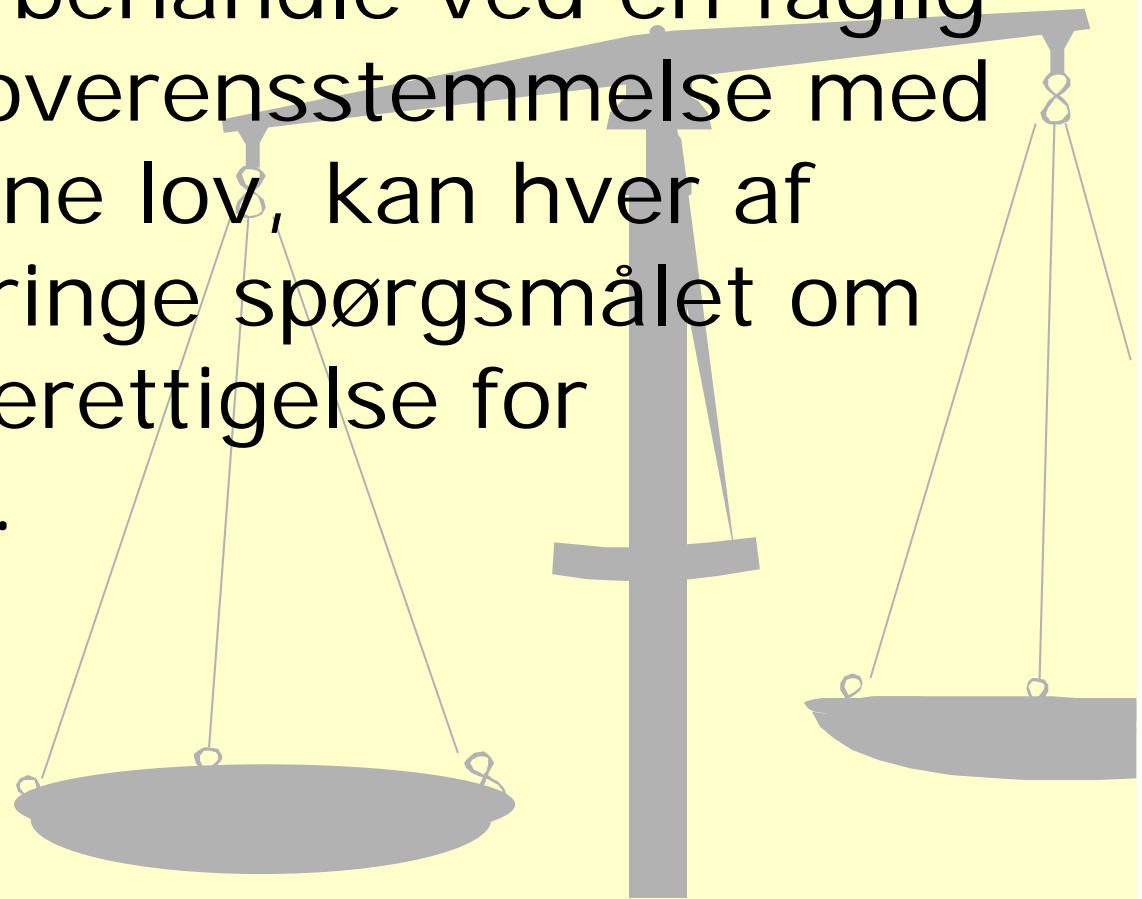 behandle ved en faglig
overensstemmelse med
ne lov, kan hver af
ringe spørgsmålet om
erettigelse for
.